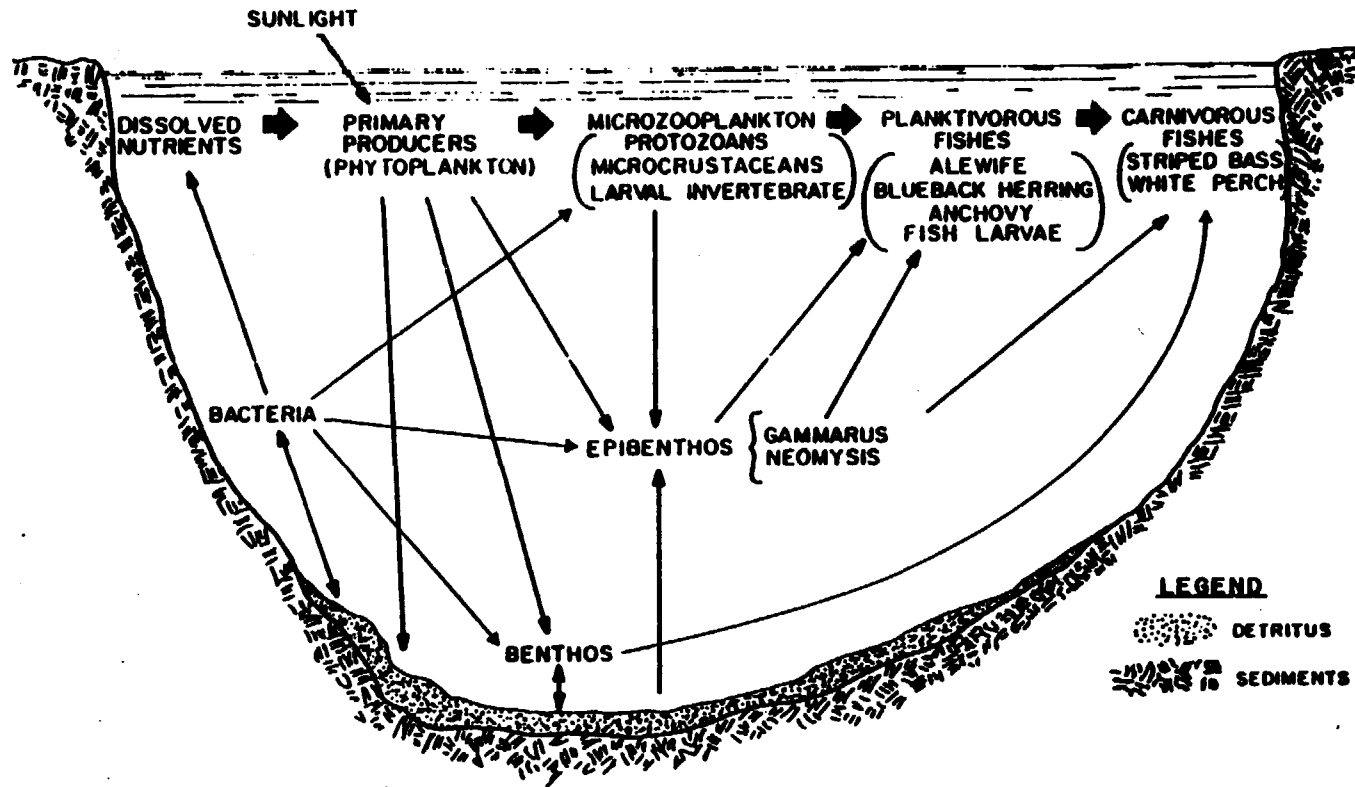 SUNLIGHT
DISSOLVED
NUTRIENTS
PRIMARY
PRODUCERS
(PHYTOPLANKTON)
MICROZOOPLANKTON
PROTOZOANS
MICROCRUSTACEANS
LARVAL INVERTEBRATE
PLANKTIVOROUS
FISHES
ALEWIFE
BLUEBACK HERRING
ANCHOVY
FISH LARVAE
CARNIVOROUS
FISHES
STRIPED BASS
WHITE PERCH
BACTERIA
EPIBENTHOS
GAMMARUS
NEOMYSIS
BENTHOS
LEGEND
DETRITUS
SEDIMENTS